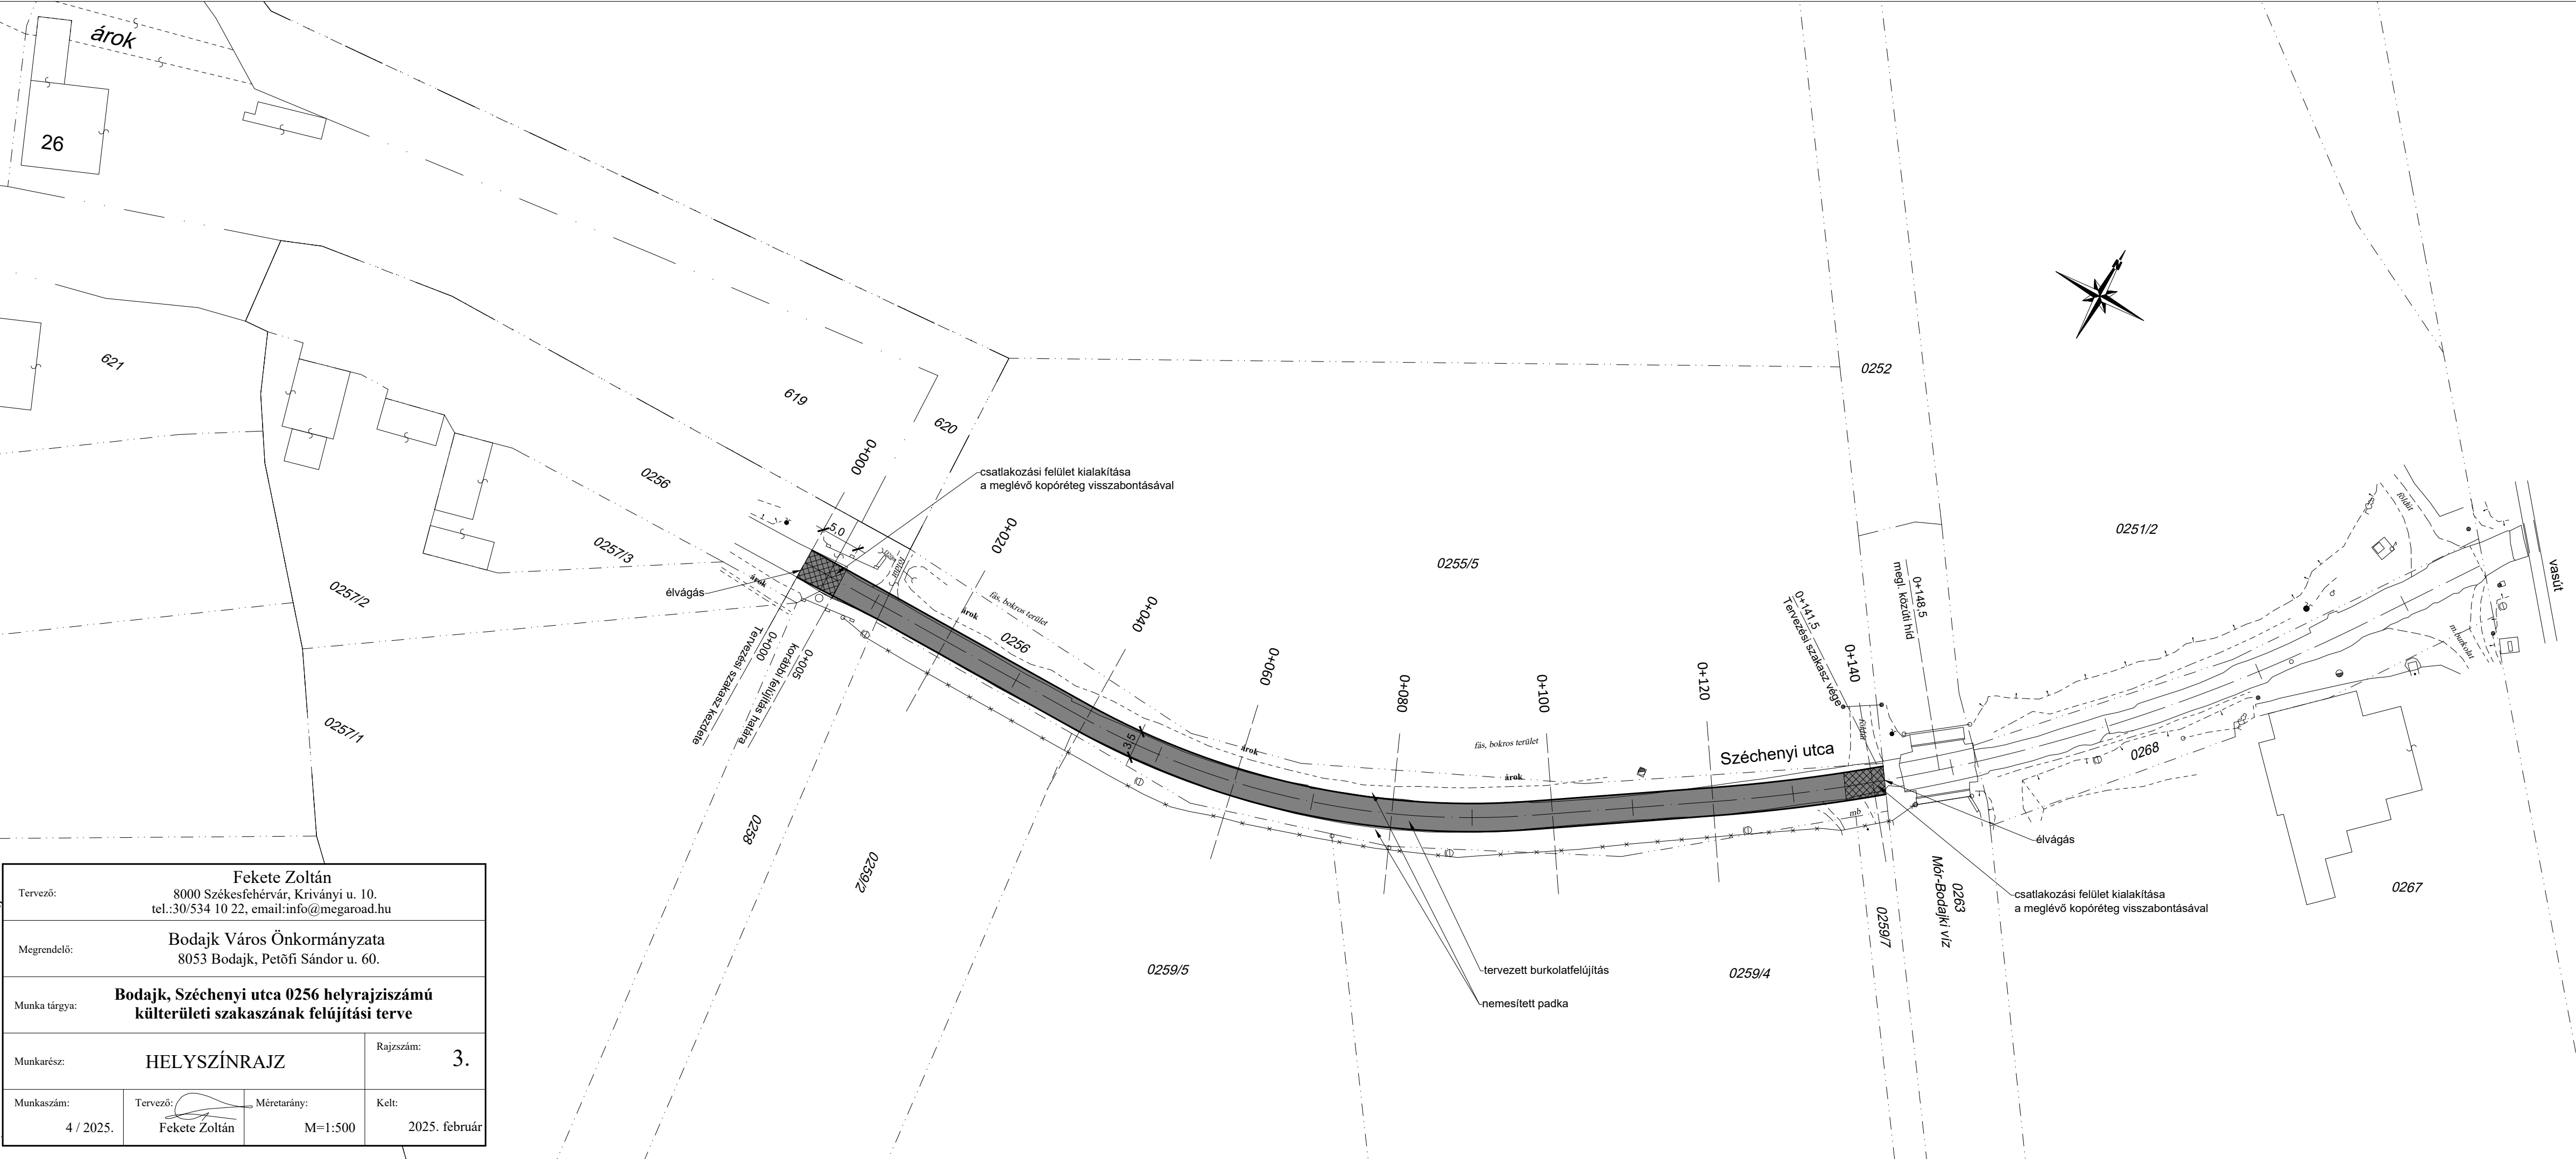 árok
26
621
619
620
0252
0256
0+000
csatlakozási felület kialakítása
a meglévő kopóréteg visszabontásával
0251/2
földút
vasút
0257/3
0257/2
0257/1
5,0
földút
árok
élvágás
0+020
0255/5
árok
fás, bokros terület
0256
0+040
Tervezési szakasz kezdete
0+000
korábbi felújítás határa
0+005
0+060
0+080
0+100
0+120
0+141,5
Tervezési szakasz vége
0+140
0+148,5
megl. közúti híd
földút
m.burkolat
3,5
árok
fás, bokros terület
árok
Széchenyi utca
0268
mb
élvágás
0258
0259/2
0259/7
0263
Mór-Bodajki víz
csatlakozási felület kialakítása
a meglévő kopóréteg visszabontásával
0267
0259/5
tervezett burkolatfelújítás
nemesített padka
0259/4
N
Tervező:
Fekete Zoltán
8000 Székesfehérvár, Kriványi u. 10.
tel.:30/534 10 22, email:info@megaroad.hu
Megrendelő:
Bodajk Város Önkormányzata
8053 Bodajk, Petõfi Sándor u. 60.
Munka tárgya:
Bodajk, Széchenyi utca 0256 helyrajziszámú
külterületi szakaszának felújítási terve
Munkarész:
HELYSZÍNRAJZ
Rajzszám:
3.
Munkaszám:
4 / 2025.
Tervező:
Fekete Zoltán
Méretarány:
M=1:500
Kelt:
2025. február